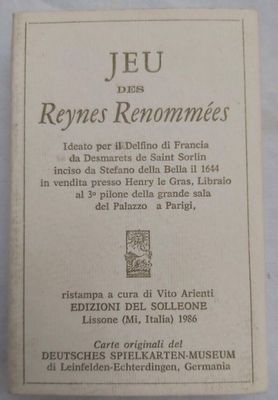 JEU
DES
Reynes Renommées
Ideato per il Delfino di Francia
da Desmarets de Saint Sorlin
inciso da Stefano della Bella il 1644
in vendita presso Henry le Gras, Libraio
al 3º pilone della grande sala
del Palazzo a Parigi,
ristampa a cura di Vito Arienti
EDIZIONI DEL SOLLEONE
Lissone (Mi, Italia) 1986
Carte originali del
DEUTSCHES SPIELKARTEN-MUSEUM
di Leinfelden-Echterdingen, Germania